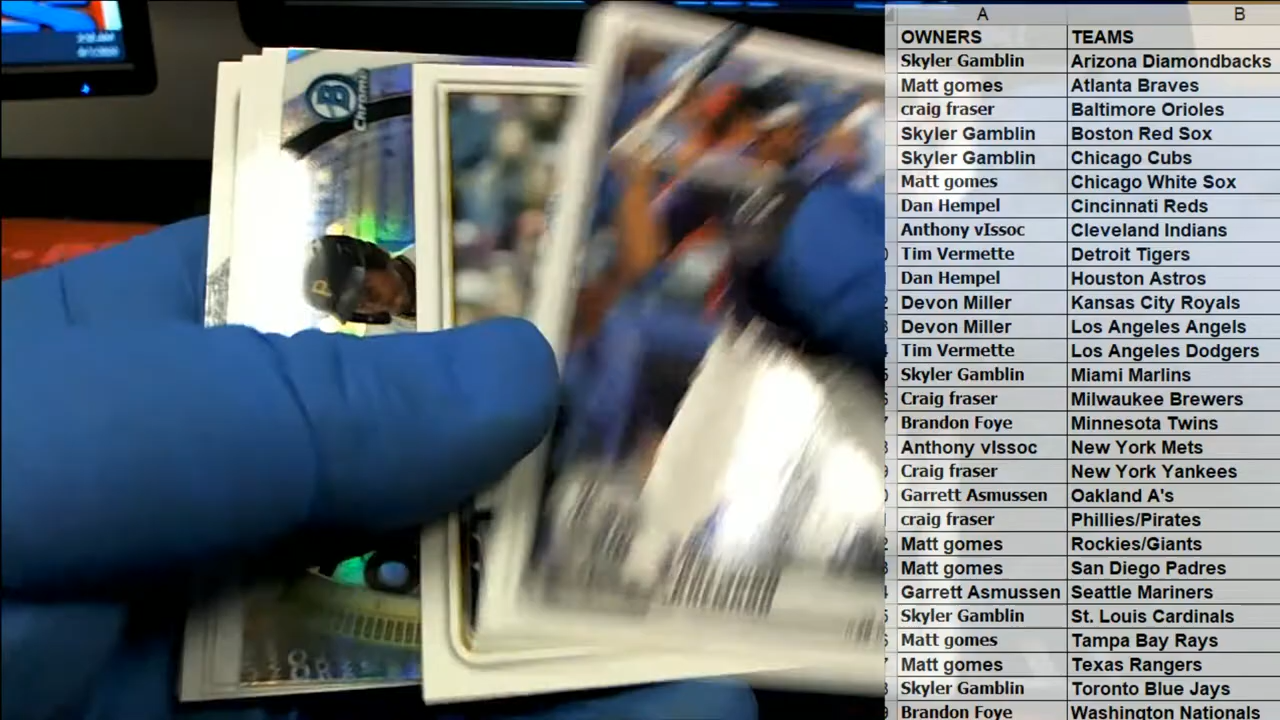 A B
OWNERS TEAMS
Skyler Gamblin Arizona Diamondbacks
Matt gomes Atlanta Braves
craig fraser Baltimore Orioles
Skyler Gamblin Boston Red Sox
Skyler Gamblin Chicago Cubs
Matt gomes Chicago White Sox
Dan Hempel Cincinnati Reds
Anthony vIssoc Cleveland Indians
Tim Vermette Detroit Tigers
Dan Hempel Houston Astros
Devon Miller Kansas City Royals
Devon Miller Los Angeles Angels
Tim Vermette Los Angeles Dodgers
Skyler Gamblin Miami Marlins
Craig fraser Milwaukee Brewers
Brandon Foye Minnesota Twins
Anthony vIssoc New York Mets
Craig fraser New York Yankees
Garrett Asmussen Oakland A's
craig fraser Phillies/Pirates
Matt gomes Rockies/Giants
Matt gomes San Diego Padres
Garrett Asmussen Seattle Mariners
Skyler Gamblin St. Louis Cardinals
Matt gomes Tampa Bay Rays
Matt gomes Texas Rangers
Skyler Gamblin Toronto Blue Jays
Brandon Foye Washington Nationals
B
Chrome
P